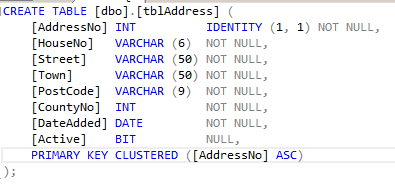 CREATE TABLE [dbo].[tblAddress] (
[AddressNo] INT IDENTITY (1, 1) NOT NULL,
[HouseNo] VARCHAR (6) NOT NULL,
[Street] VARCHAR (50) NOT NULL,
[Town] VARCHAR (50) NOT NULL,
[PostCode] VARCHAR (9) NOT NULL,
[CountyNo] INT NOT NULL,
[DateAdded] DATE NOT NULL,
[Active] BIT NULL,
PRIMARY KEY CLUSTERED ([AddressNo] ASC)
);